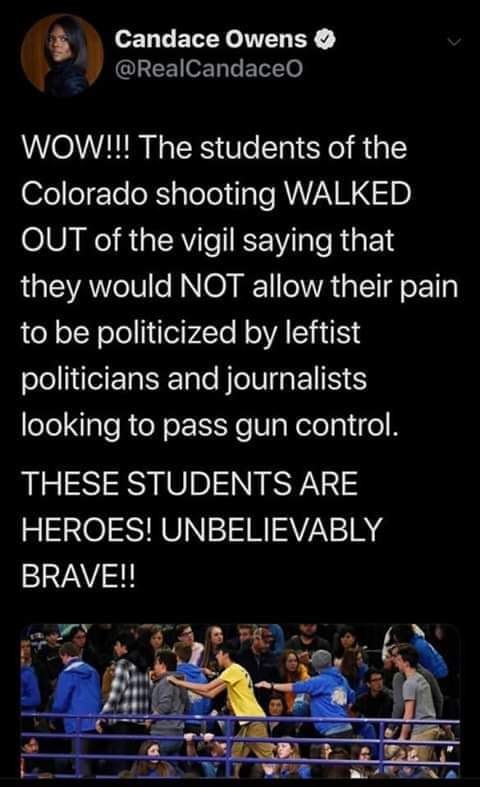 Candace Owens
@RealCandaceO
WOW!!! The students of the
Colorado shooting WALKED
OUT of the vigil saying that
they would NOT allow their pain
to be politicized by leftist
politicians and journalists
looking to pass gun control.
THESE STUDENTS ARE
HEROES! UNBELIEVABLY
BRAVE!!